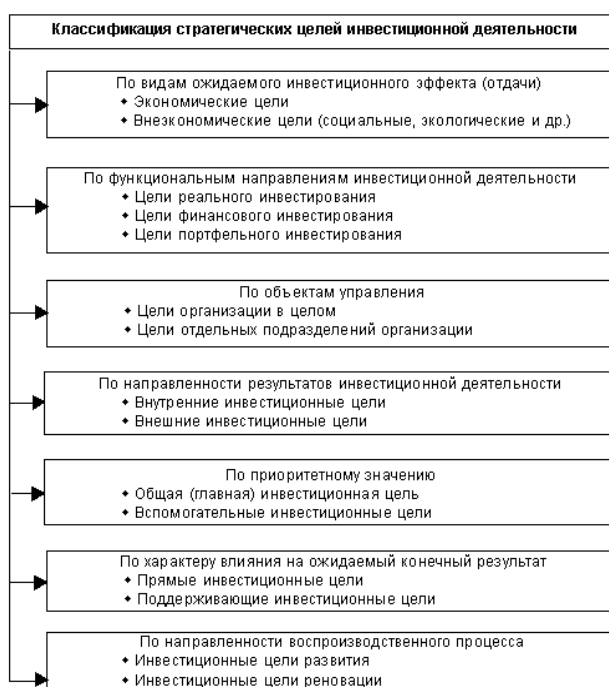 Классификация стратегических целей инвестиционной деятельности
По видам ожидаемого инвестиционного эффекта (отдачи)
◆ Экономические цели
◆ Внеэкономические цели (социальные, экологические и др.)
По функциональным направлениям инвестиционной деятельности
◆ Цели реального инвестирования
◆ Цели финансового инвестирования
◆ Цели портфельного инвестирования
По объектам управления
◆ Цели организации в целом
◆ Цели отдельных подразделений организации
По направленности результатов инвестиционной деятельности
◆ Внутренние инвестиционные цели
◆ Внешние инвестиционные цели
По приоритетному значению
◆ Общая (главная) инвестиционная цель
◆ Вспомогательные инвестиционные цели
По характеру влияния на ожидаемый конечный результат
◆ Прямые инвестиционные цели
◆ Поддерживающие инвестиционные цели
По направленности воспроизводственного процесса
◆ Инвестиционные цели развития
◆ Инвестиционные цели реновации